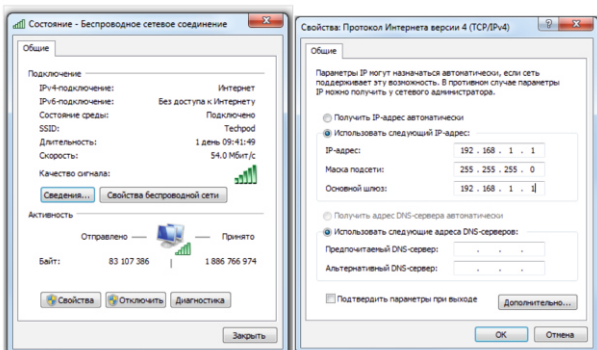 Состояние - Беспроводное сетевое соединение
Общие
Подключение
IPv4-подключение: Интернет
IPv6-подключение: Без доступа к Интернету
Состояние среды: Подключено
SSID: Techpod
Длительность: 1 день 09:41:49
Скорость: 54.0 Мбит/с
Качество сигнала:
Сведения... Свойства беспроводной сети
Активность
Отправлено — Принято
Байт: 83 107 386 | 1 886 766 974
Свойства Отключить Диагностика
Закрыть
Свойства: Протокол Интернета версии 4 (TCP/IPv4)
Общие
Параметры IP могут назначаться автоматически, если сеть
поддерживает эту возможность. В противном случае параметры
IP можно получить у сетевого администратора.
Получить IP-адрес автоматически
Использовать следующий IP-адрес:
IP-адрес: 192 . 168 . 1 . 1
Маска подсети: 255 . 255 . 255 . 0
Основной шлюз: 192 . 168 . 1 . 1
Получить адрес DNS-сервера автоматически
Использовать следующие адреса DNS-серверов:
Предпочитаемый DNS-сервер: . . .
Альтернативный DNS-сервер: . . .
Подтвердить параметры при выходе Дополнительно...
ОК Отмена